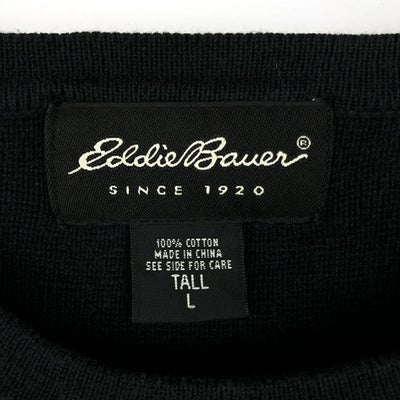 Eddie Bauer®
SINCE 1920
100% COTTON
MADE IN CHINA
SEE SIDE FOR CARE
TALL
L